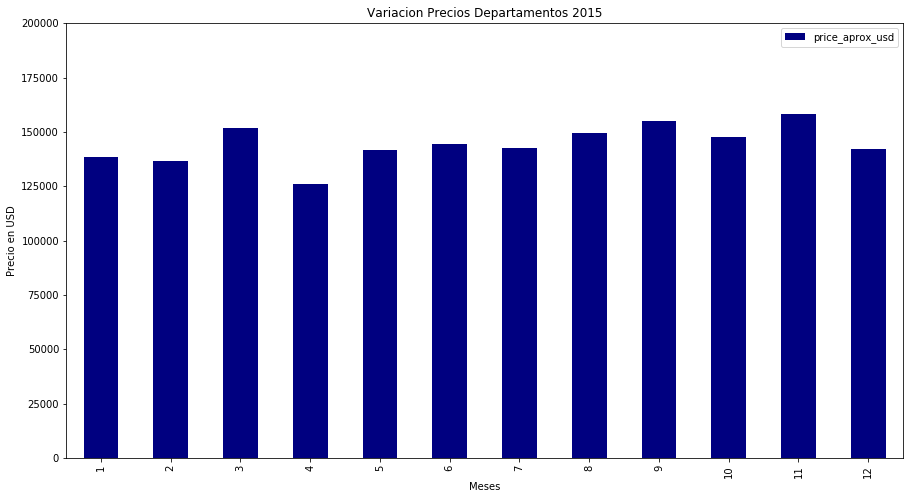 Variacion Precios Departamentos 2015
price_aprox_usd
Precio en USD
200000
175000
150000
125000
100000
75000
50000
25000
0
1 2 3 4 5 6 7 8 9 10 11 12
Meses